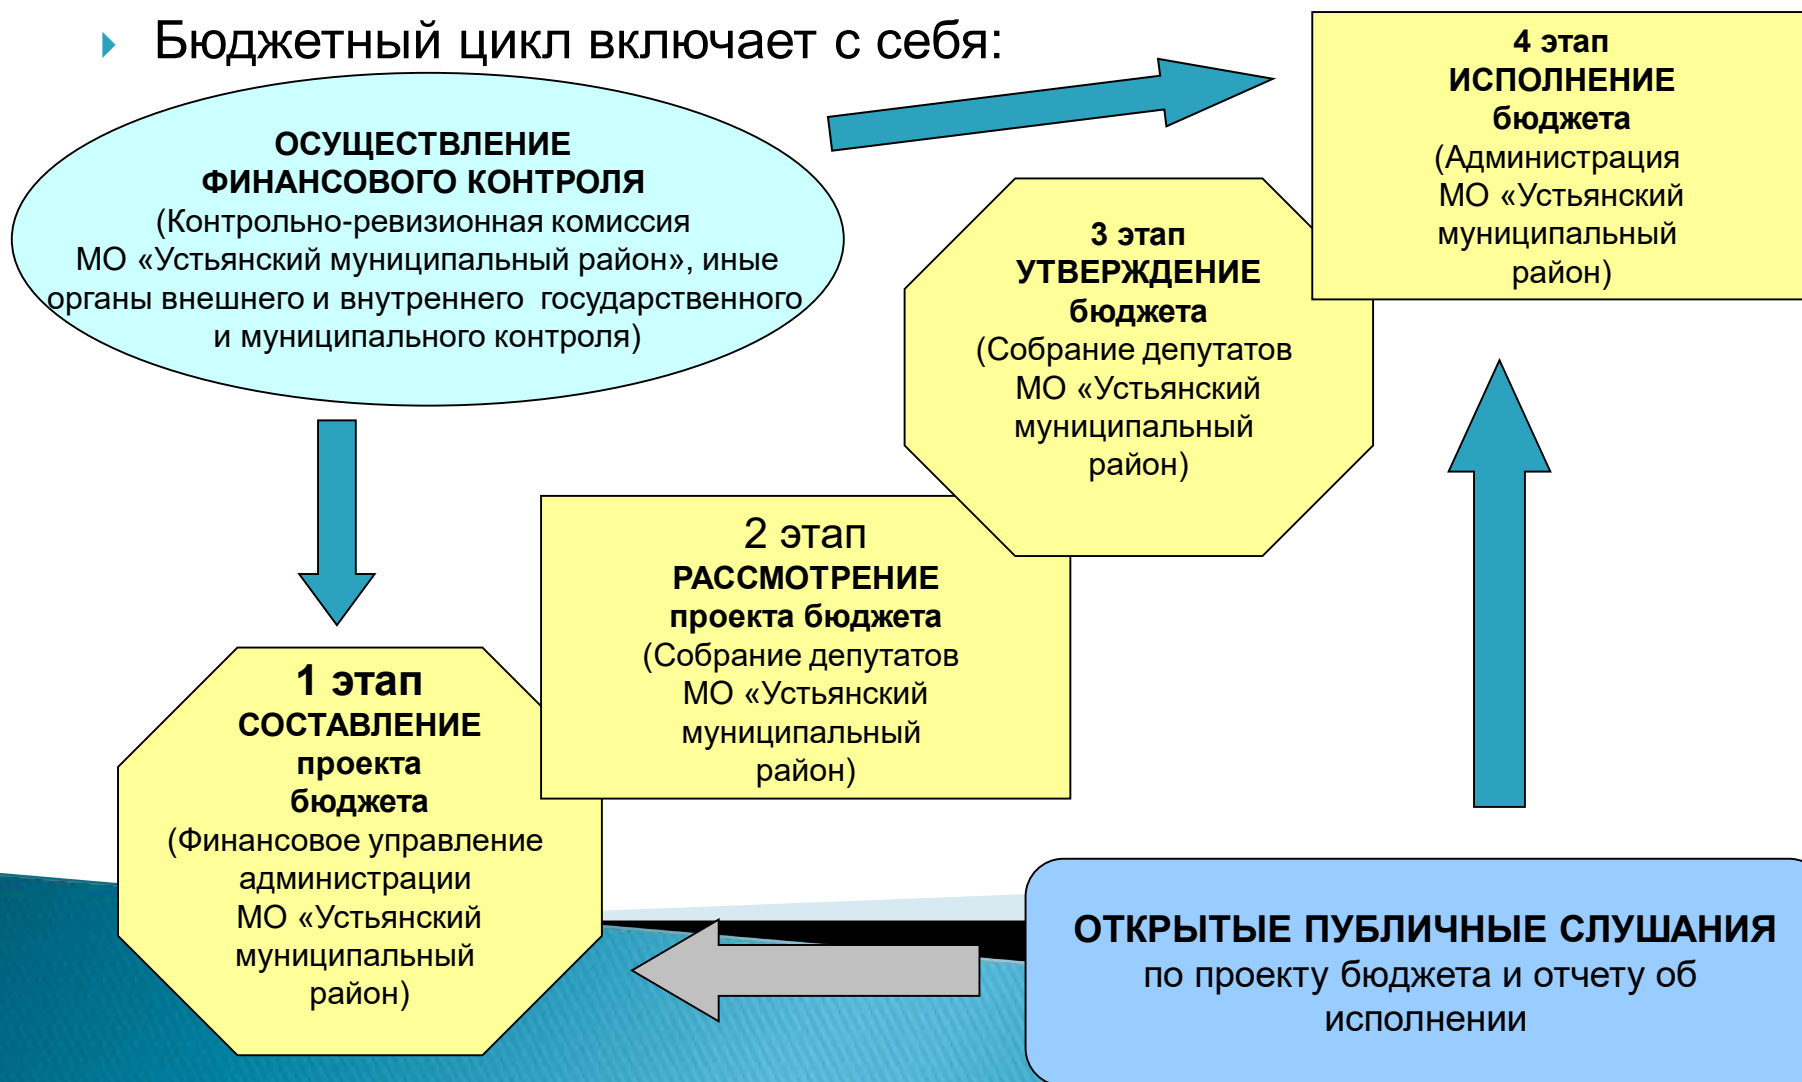 Бюджетный цикл включает с себя:
ОСУЩЕСТВЛЕНИЕ
ФИНАНСОВОГО КОНТРОЛЯ
(Контрольно-ревизионная комиссия
МО «Устьянский муниципальный район», иные
органы внешнего и внутреннего государственного
и муниципального контроля)
1 этап
СОСТАВЛЕНИЕ
проекта
бюджета
(Финансовое управление
администрации
МО «Устьянский
муниципальный
район)
2 этап
РАССМОТРЕНИЕ
проекта бюджета
(Собрание депутатов
МО «Устьянский
муниципальный
район)
3 этап
УТВЕРЖДЕНИЕ
бюджета
(Собрание депутатов
МО «Устьянский
муниципальный
район)
4 этап
ИСПОЛНЕНИЕ
бюджета
(Администрация
МО «Устьянский
муниципальный
район)
ОТКРЫТЫЕ ПУБЛИЧНЫЕ СЛУШАНИЯ
по проекту бюджета и отчету об
исполнении